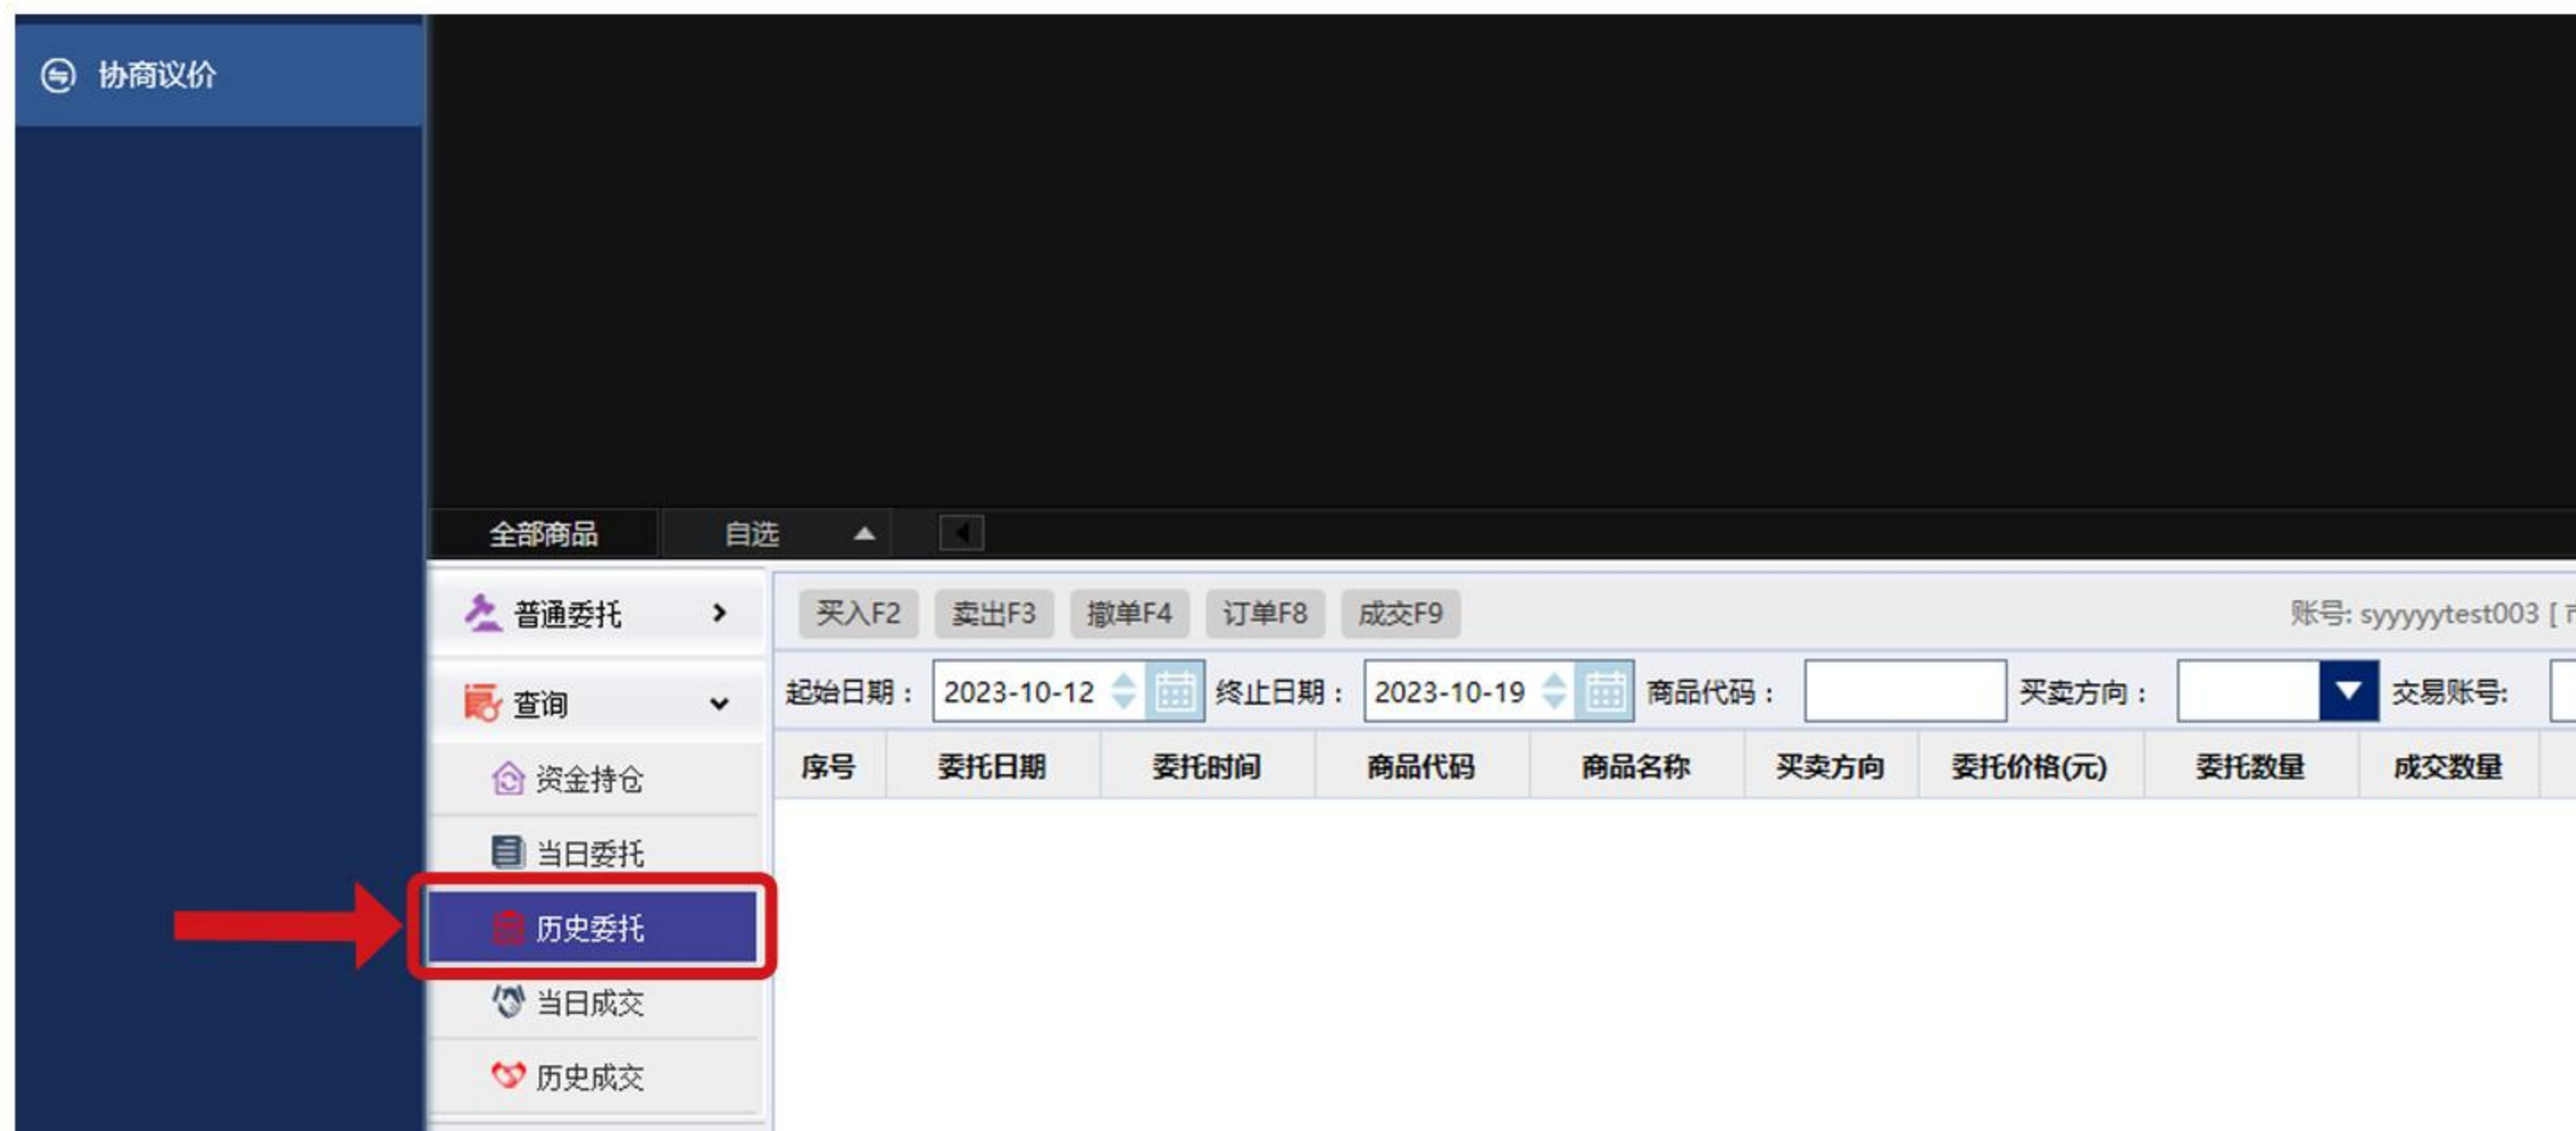 协商议价
全部商品 自选
普通委托
买入F2 卖出F3 撤单F4 订单F8 成交F9 账号: syyyyytest003 [
查询
起始日期： 2023-10-12 终止日期： 2023-10-19 商品代码： 买卖方向： 交易账号:
序号 委托日期 委托时间 商品代码 商品名称 买卖方向 委托价格(元) 委托数量 成交数量
资金持仓
当日委托
历史委托
当日成交
历史成交